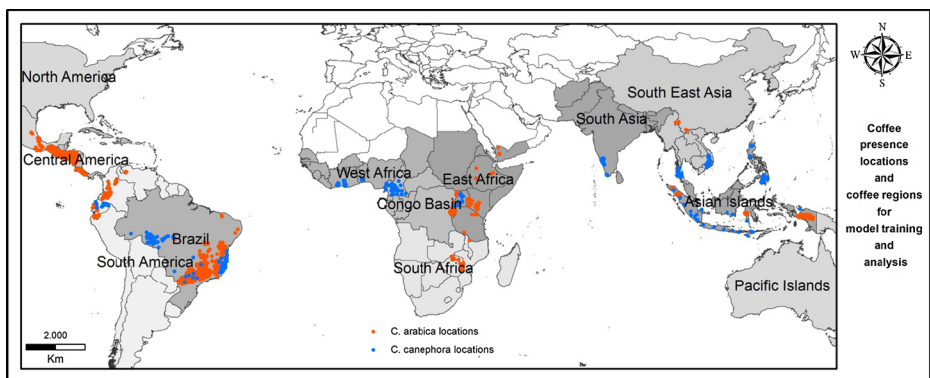 N
W E
S
North America
South East Asia
South Asia
Central America
West Africa
East Africa
Congo Basin
Asian Islands
Brazil
South America
South Africa
Pacific Islands
Coffee
presence
locations
and
coffee regions
for
model training
and
analysis
2.000
Km
C. arabica locations
C. canephora locations